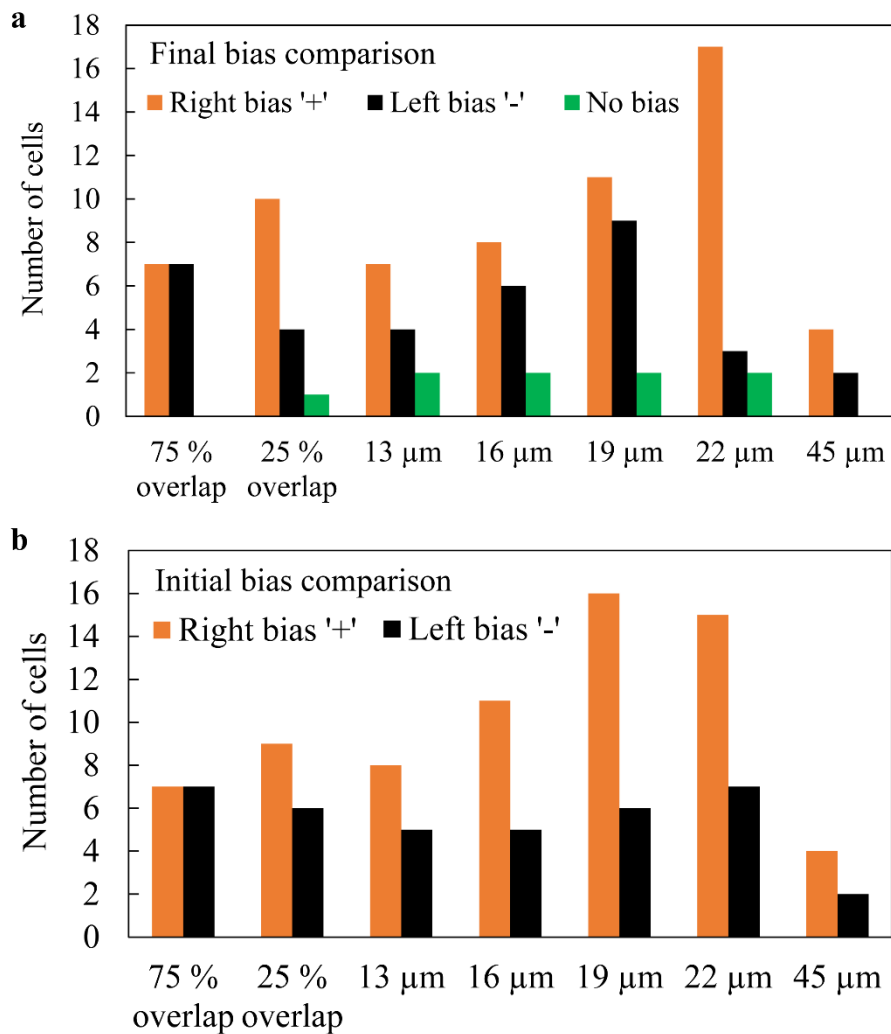 a
Final bias comparison
Right bias '+' Left bias '-' No bias
Number of cells
18
16
14
12
10
8
6
4
2
0
75 % 25 % 13 µm 16 µm 19 µm 22 µm 45 µm
overlap overlap
b
Initial bias comparison
Right bias '+' Left bias '-'
Number of cells
18
16
14
12
10
8
6
4
2
0
75 % 25 % 13 µm 16 µm 19 µm 22 µm 45 µm
overlap overlap